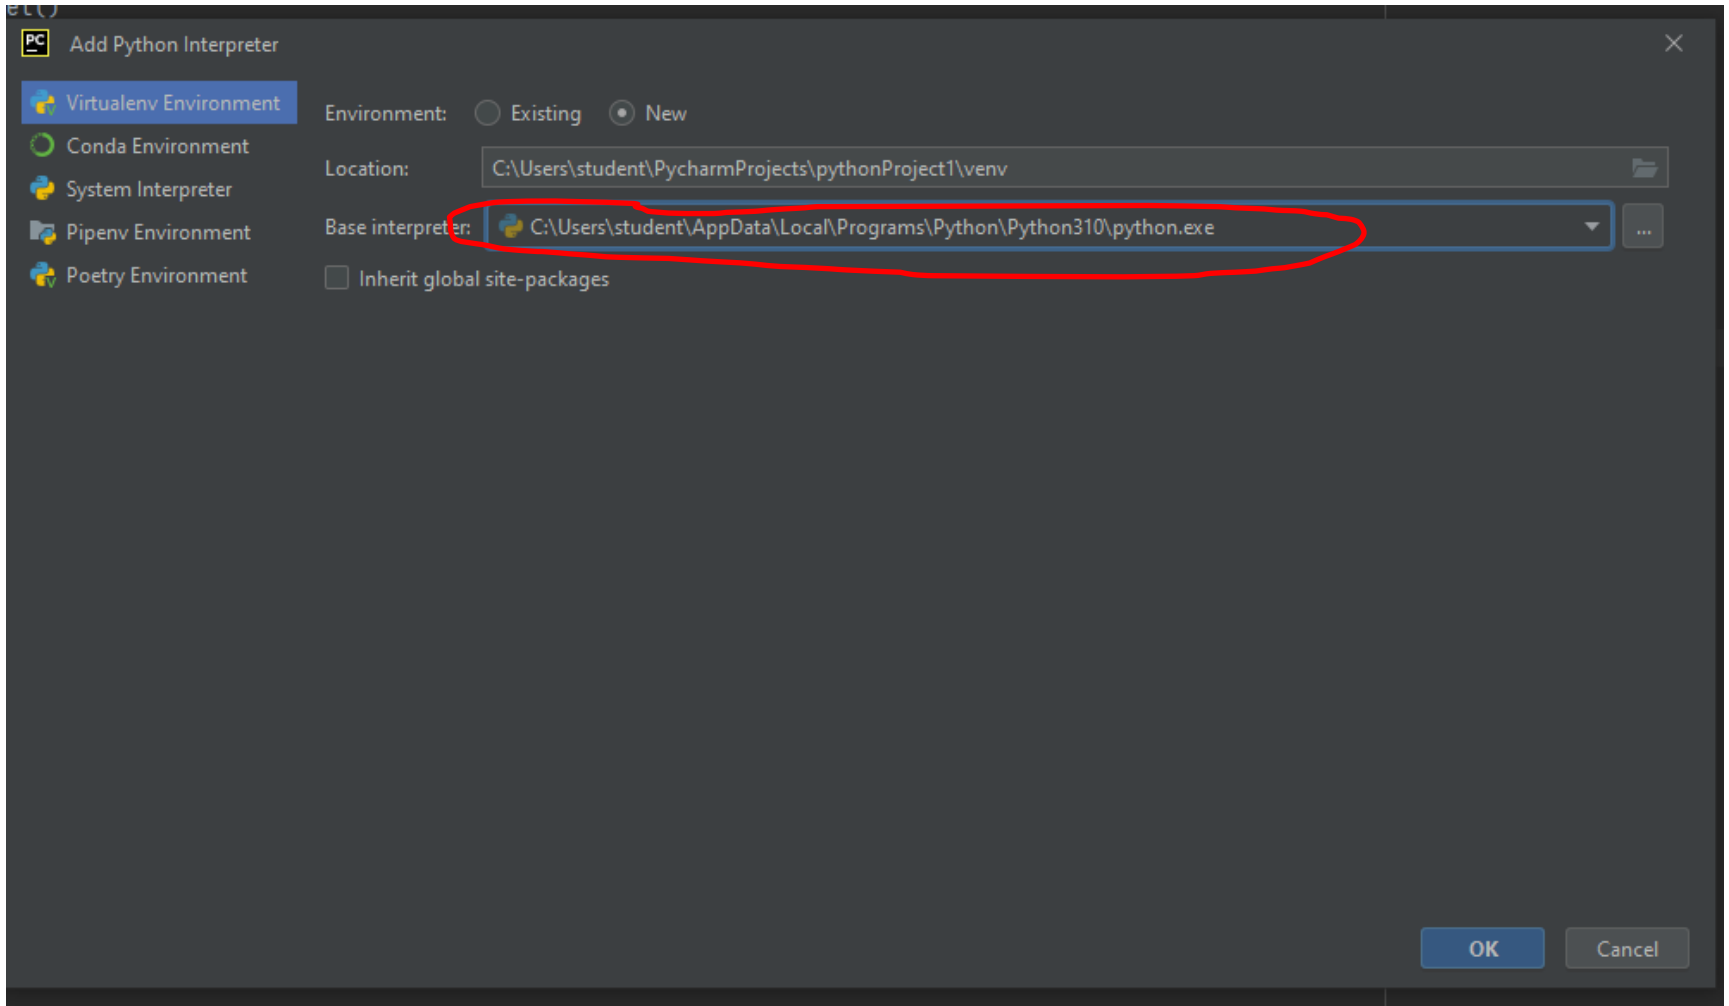 et()
PC Add Python Interpreter
Virtualenv Environment
Conda Environment
System Interpreter
Pipenv Environment
Poetry Environment
Environment: Existing New
Location: C:\Users\student\PycharmProjects\pythonProject1\venv
Base interpreter: C:\Users\student\AppData\Local\Programs\Python\Python310\python.exe ...
Inherit global site-packages
OK Cancel